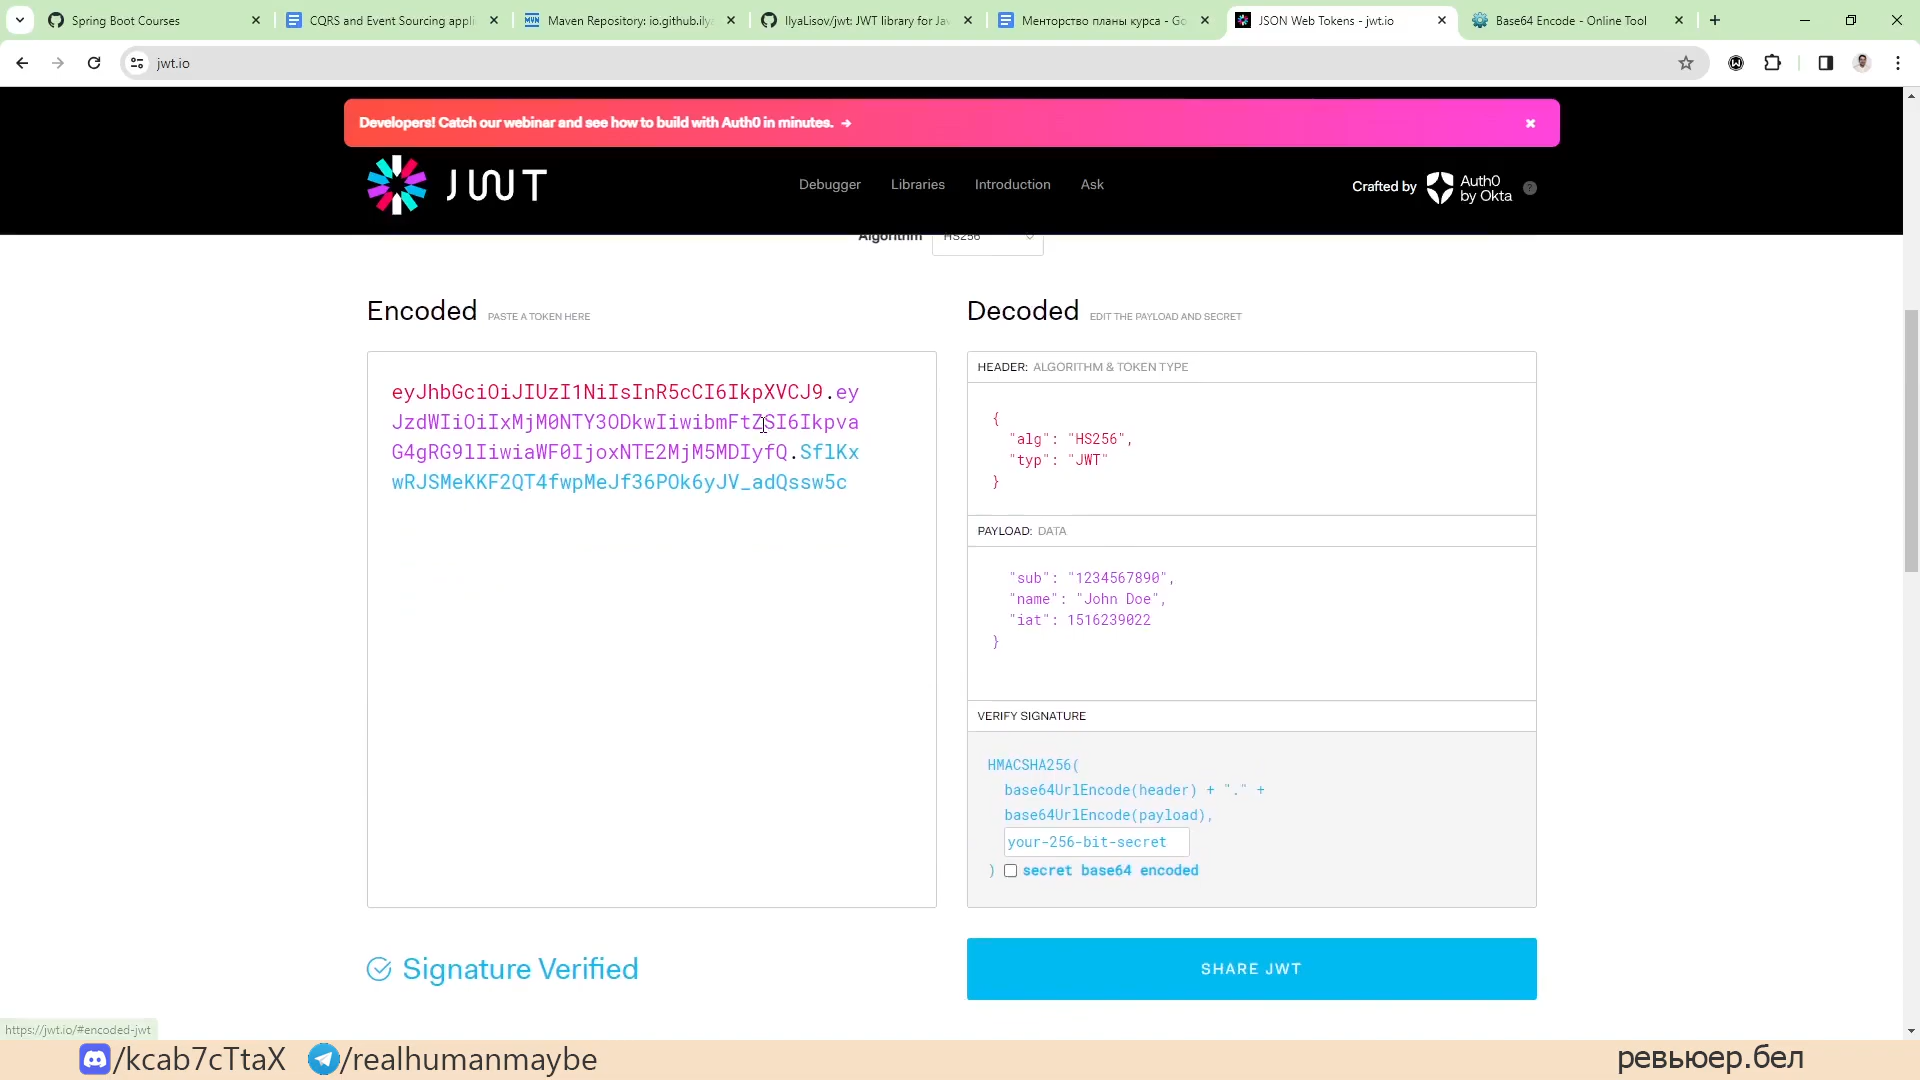 Spring Boot Courses
CQRS and Event Sourcing appli
Maven Repository: io.github.ilya
IlyaLisov/jwt: JWT library for Jav
Менторство планы курса - Go
JSON Web Tokens - jwt.io
Base64 Encode - Online Tool
jwt.io
Developers! Catch our webinar and see how to build with Auth0 in minutes. →
JWT
Debugger
Libraries
Introduction
Ask
Crafted by
Auth0
by Okta
Algorithm
HS256
Encoded PASTE A TOKEN HERE
Decoded EDIT THE PAYLOAD AND SECRET
eyJhbGciOiJIUzI1NiIsInR5cCI6IkpXVCJ9.ey
JzdWIiOiIxMjM0NTY3ODkwIiwibmFtZSI6Ikpva
G4gRG9lIiwiaWF0IjoxNTE2MjM5MDIyfQ.SflKx
wRJSMeKKF2QT4fwpMeJf36POk6yJV_adQssw5c
HEADER: ALGORITHM & TOKEN TYPE
{
"alg": "HS256",
"typ": "JWT"
}
PAYLOAD: DATA
"sub": "1234567890",
"name": "John Doe",
"iat": 1516239022
}
VERIFY SIGNATURE
HMACSHA256(
base64UrlEncode(header) + "." +
base64UrlEncode(payload),
your-256-bit-secret
) secret base64 encoded
Signature Verified
SHARE JWT
https://jwt.io/#encoded-jwt
/kcab7cTtaX
/realhumanmaybe
ревьюер.бел